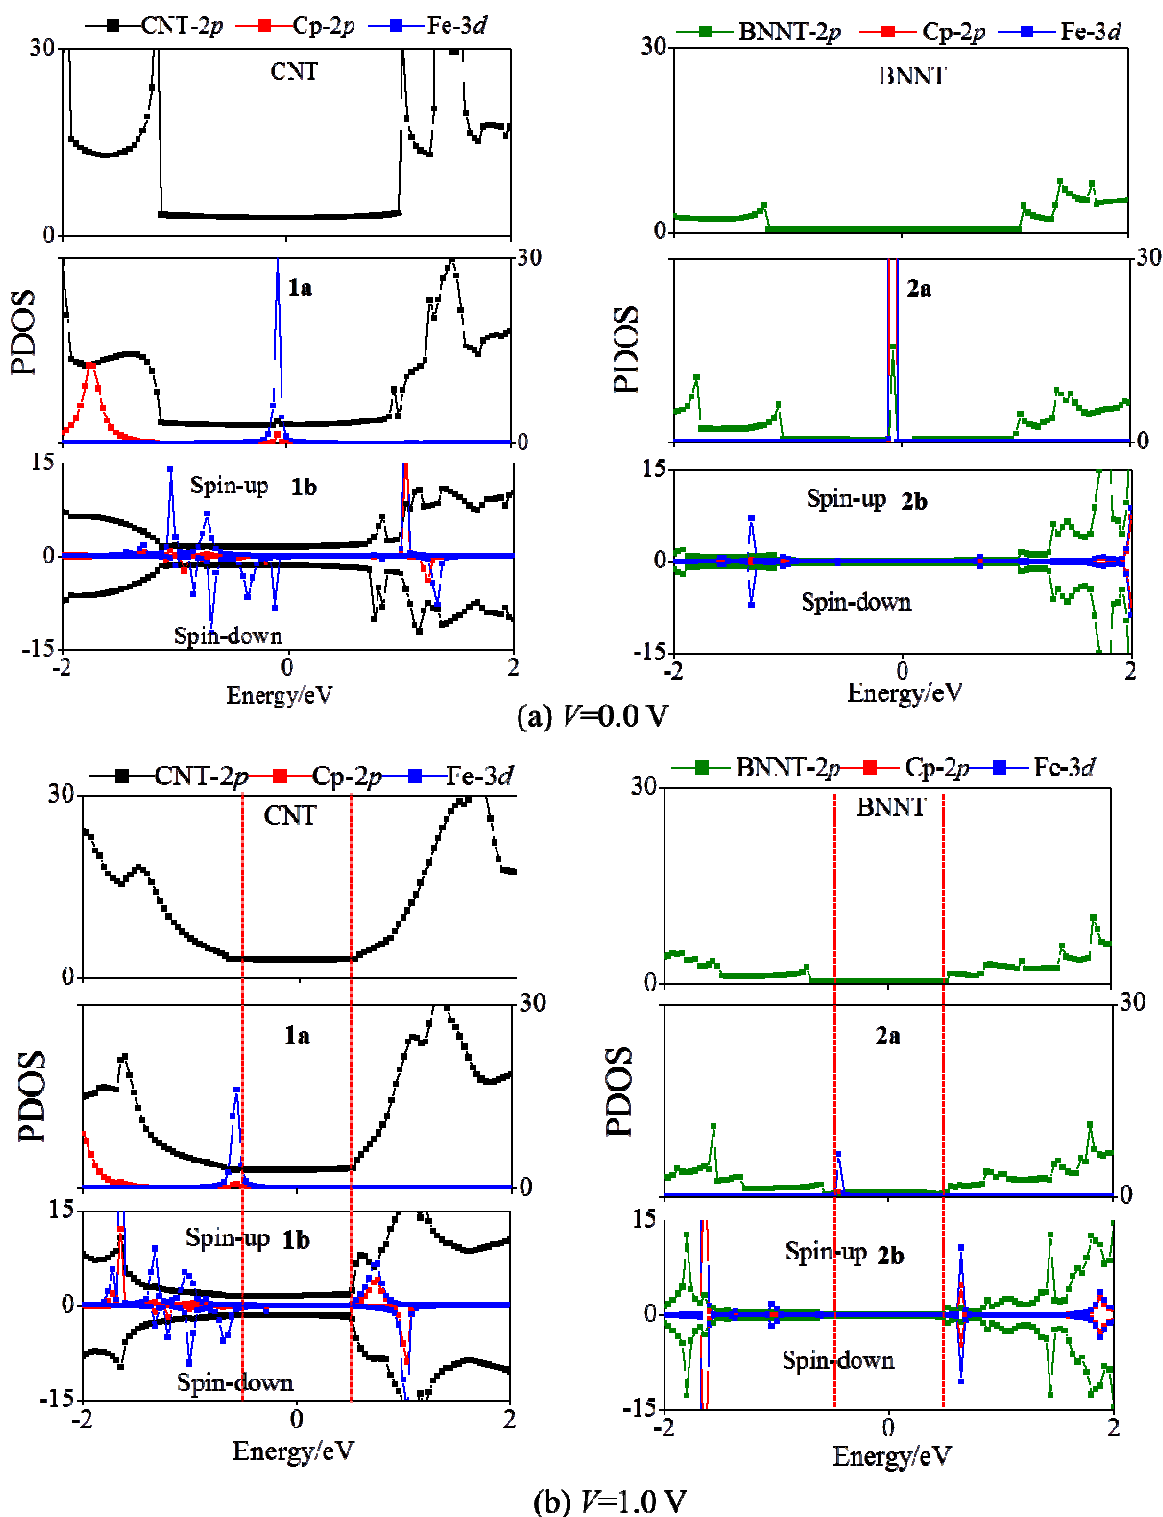 CNT-2p Cp-2p Fe-3d
BNNT-2p Cp-2p Fe-3d
30 CNT 0
30 BNNT 0
PDOS 1a 30 0
PDOS 2a 30 0
15 Spin-up 1b
0
Spin-down
-15
-2 0 2
Energy/eV
15 Spin-up 2b
0
Spin-down
-15
-2 0 2
Energy/eV
(a) V=0.0 V
CNT-2p Cp-2p Fe-3d
BNNT-2p Cp-2p Fe-3d
30 CNT 0
30 BNNT 0
PDOS 1a 30 0
PDOS 2a 30 0
15 Spin-up 1b
0
Spin-down
-15
-2 0 2
Energy/eV
15 Spin-up 2b
0
Spin-down
-15
-2 0 2
Energy/eV
(b) V=1.0 V